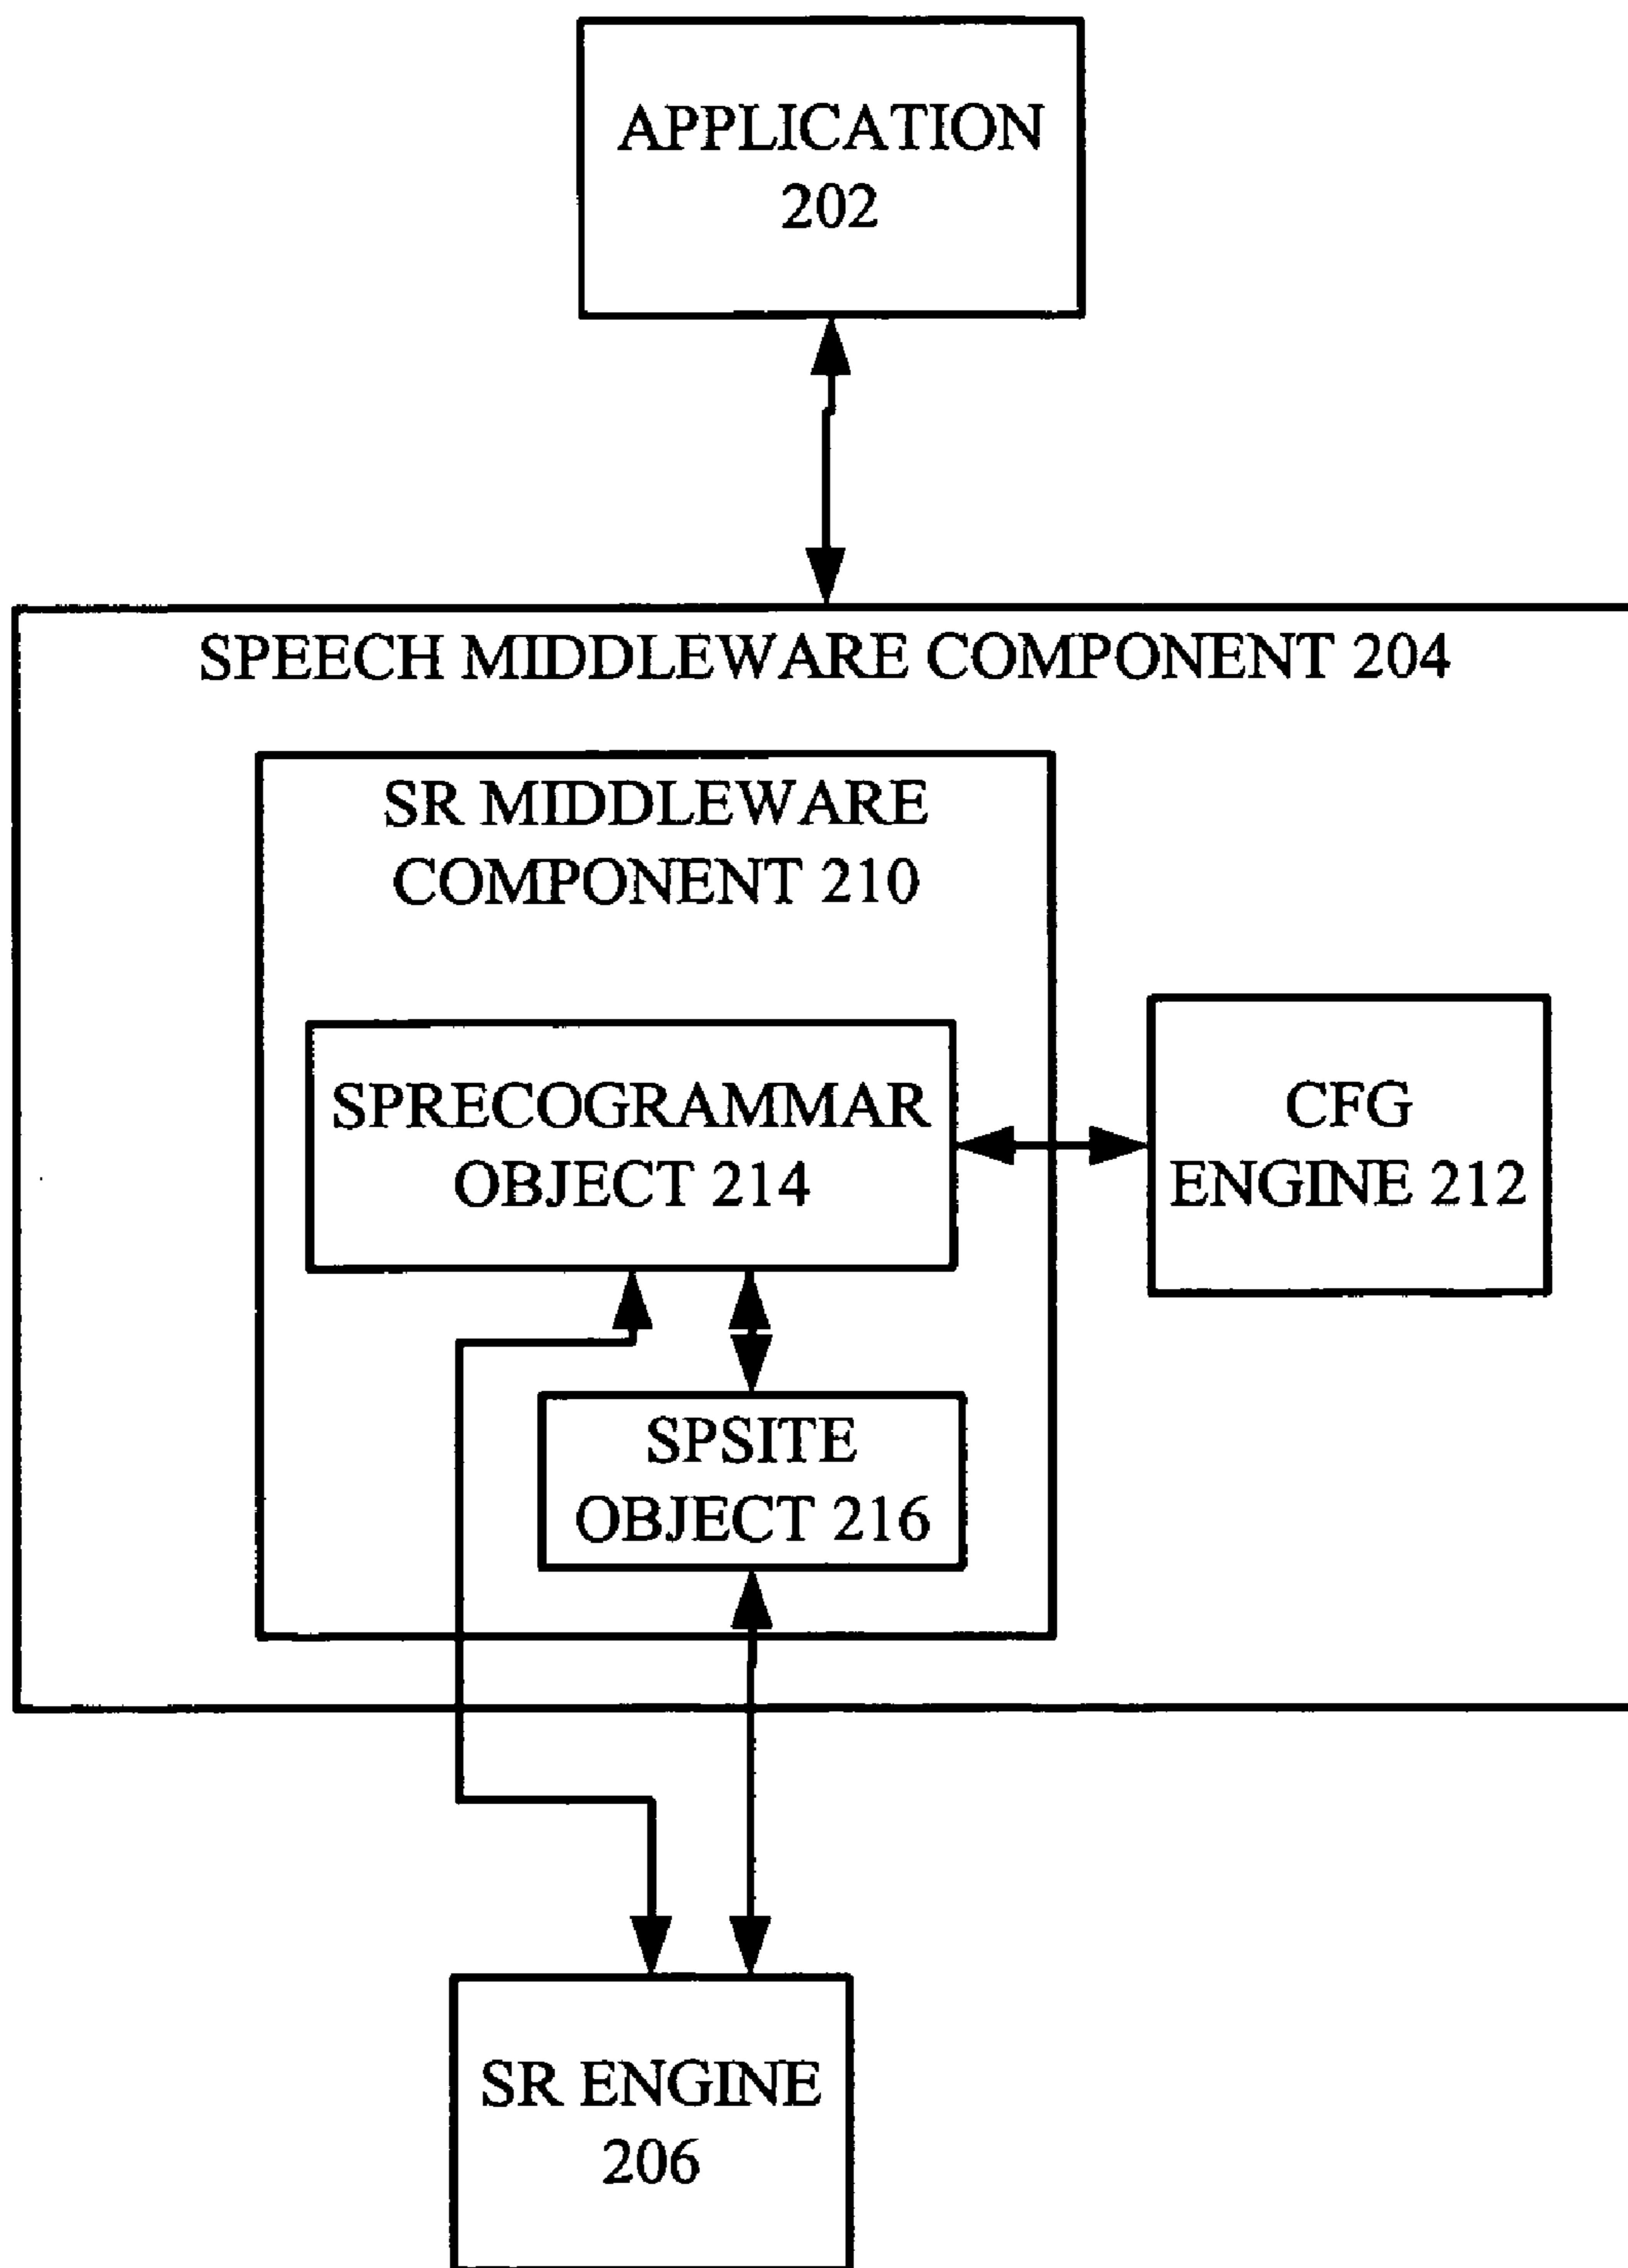 APPLICATION
202
SPEECH MIDDLEWARE COMPONENT 204
SR MIDDLEWARE
COMPONENT 210
SPRECOGRAMMAR
OBJECT 214
CFG
ENGINE 212
SPSITE
OBJECT 216
SR ENGINE
206